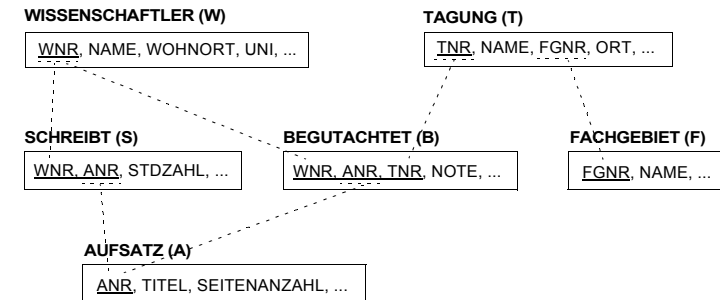 WISSENSCHAFTLER (W)
WNR, NAME, WOHNORT, UNI, ...
TAGUNG (T)
TNR, NAME, FGNR, ORT, ...
SCHREIBT (S)
WNR, ANR, STDZAHL, ...
BEGUTACHTET (B)
WNR, ANR, TNR, NOTE, ...
FACHGEBIET (F)
FGNR, NAME, ...
AUFSATZ (A)
ANR, TITEL, SEITENANZAHL, ...